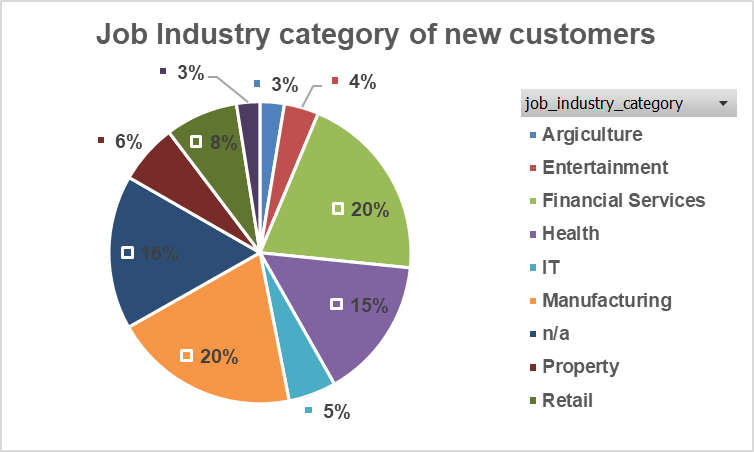 Job Industry category of new customers
3%
3%
4%
job_industry_category
6%
8%
20%
16%
15%
20%
5%
Argiculture
Entertainment
Financial Services
Health
IT
Manufacturing
n/a
Property
Retail